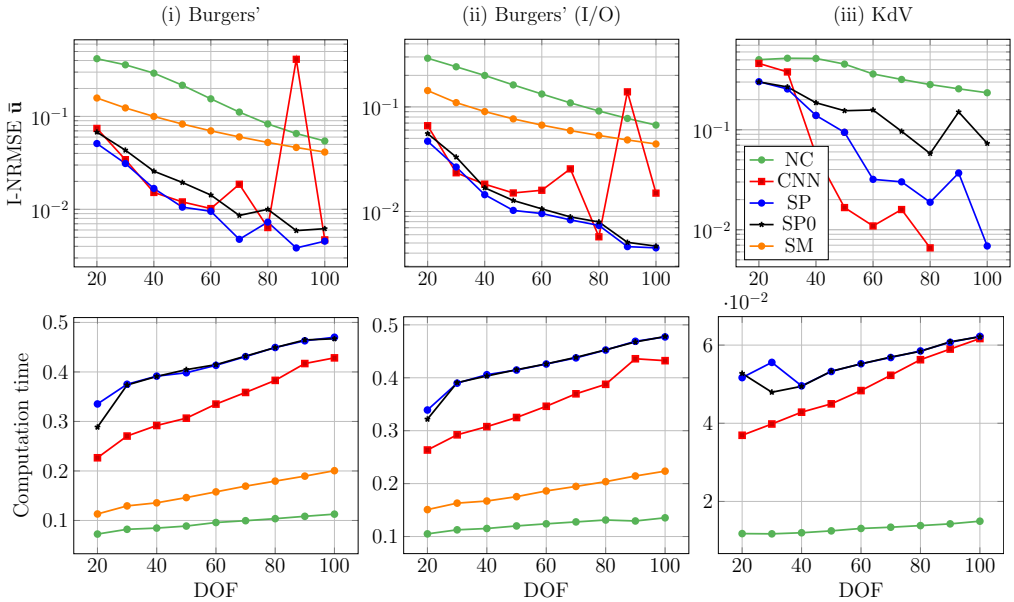 (i) Burgers'
(ii) Burgers' (I/O)
(iii) KdV
I-NRMSE ū
10⁻¹
10⁻²
20 40 60 80 100
10⁻¹
10⁻²
20 40 60 80 100
10⁻¹
10⁻²
20 40 60 80 100
NC
CNN
SP
SP0
SM
Computation time
0.5
0.4
0.3
0.2
0.1
20 40 60 80 100
DOF
0.5
0.4
0.3
0.2
0.1
20 40 60 80 100
DOF
·10⁻²
6
4
2
20 40 60 80 100
DOF